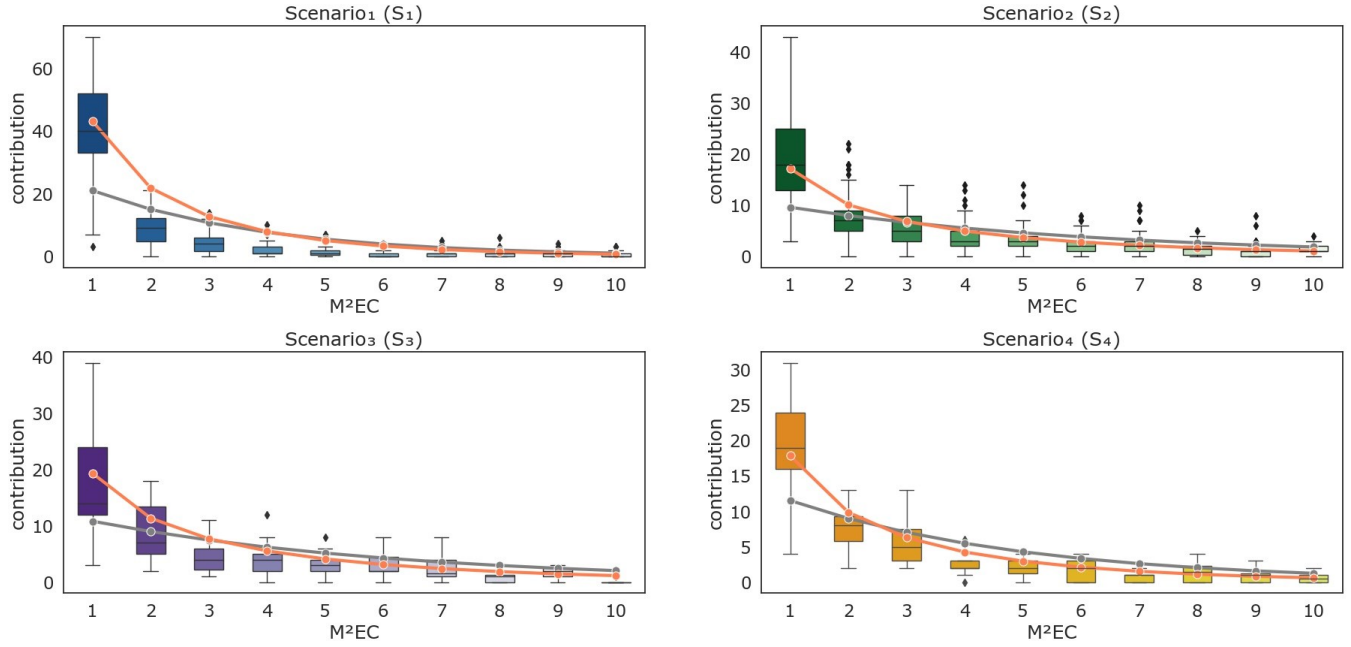 Scenario₁ (S₁)
contribution
60
40
20
0
1 2 3 4 5 6 7 8 9 10
M²EC
Scenario₂ (S₂)
contribution
40
30
20
10
0
1 2 3 4 5 6 7 8 9 10
M²EC
Scenario₃ (S₃)
contribution
40
30
20
10
0
1 2 3 4 5 6 7 8 9 10
M²EC
Scenario₄ (S₄)
contribution
30
25
20
15
10
5
0
1 2 3 4 5 6 7 8 9 10
M²EC